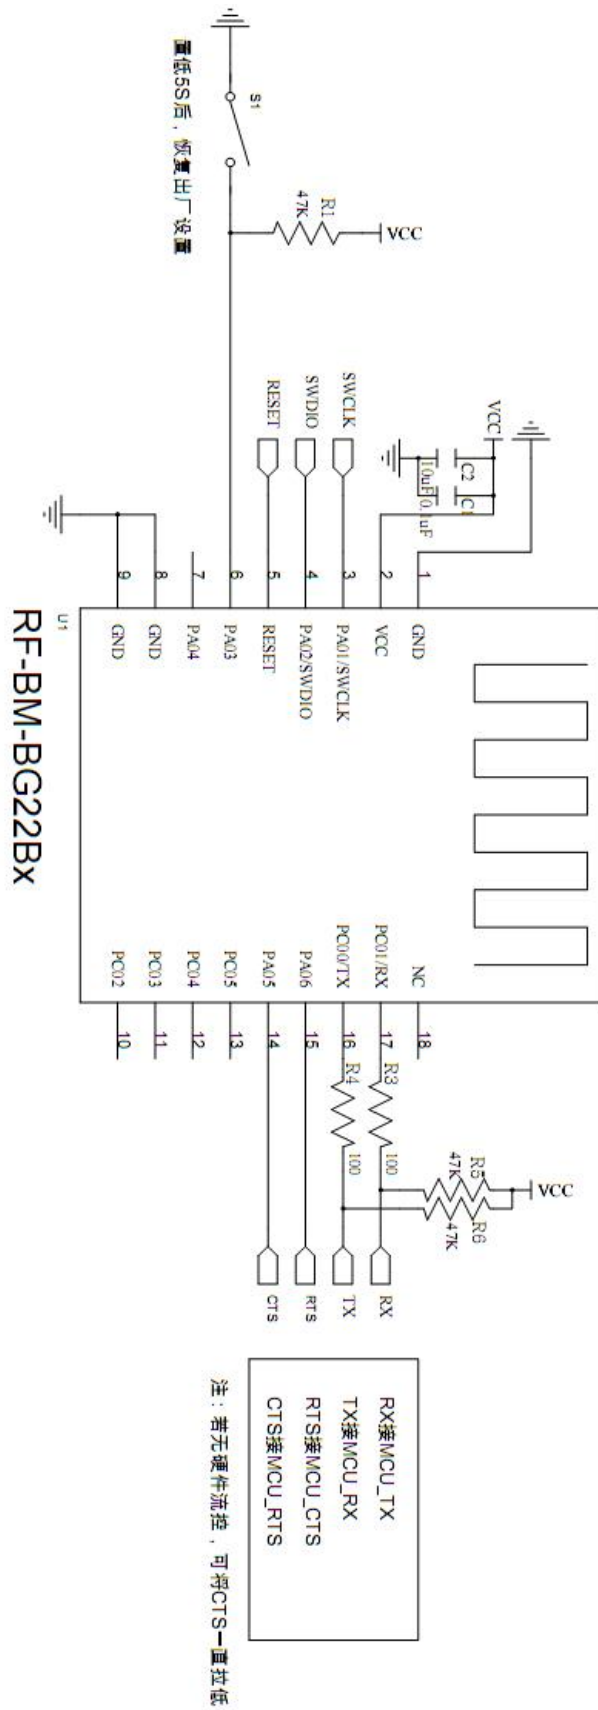 VCC
GND
1
NC
18
VCC
C2
C1
10uF
0.1uF
VCC
2
PC01/RX
17
R3
100
R5
47K
R6
47K
VCC
RX
SWCLK
PA01/SWCLK
3
PC00/TX
16
R4
100
TX
SWDIO
PA02/SWDIO
4
PA06
15
RTS
RESET
RESET
5
PA05
14
CTS
RX接MCU_TX
TX接MCU_RX
RTS接MCU_CTS
CTS接MCU_RTS
注：若无硬件流控，可将CTS一直拉低
S1
R1
47K
VCC
PA03
6
PC05
13
置低5S后，恢复出厂设置
PA04
7
PC04
12
GND
8
PC03
11
GND
9
PC02
10
U1
RF-BM-BG22Bx